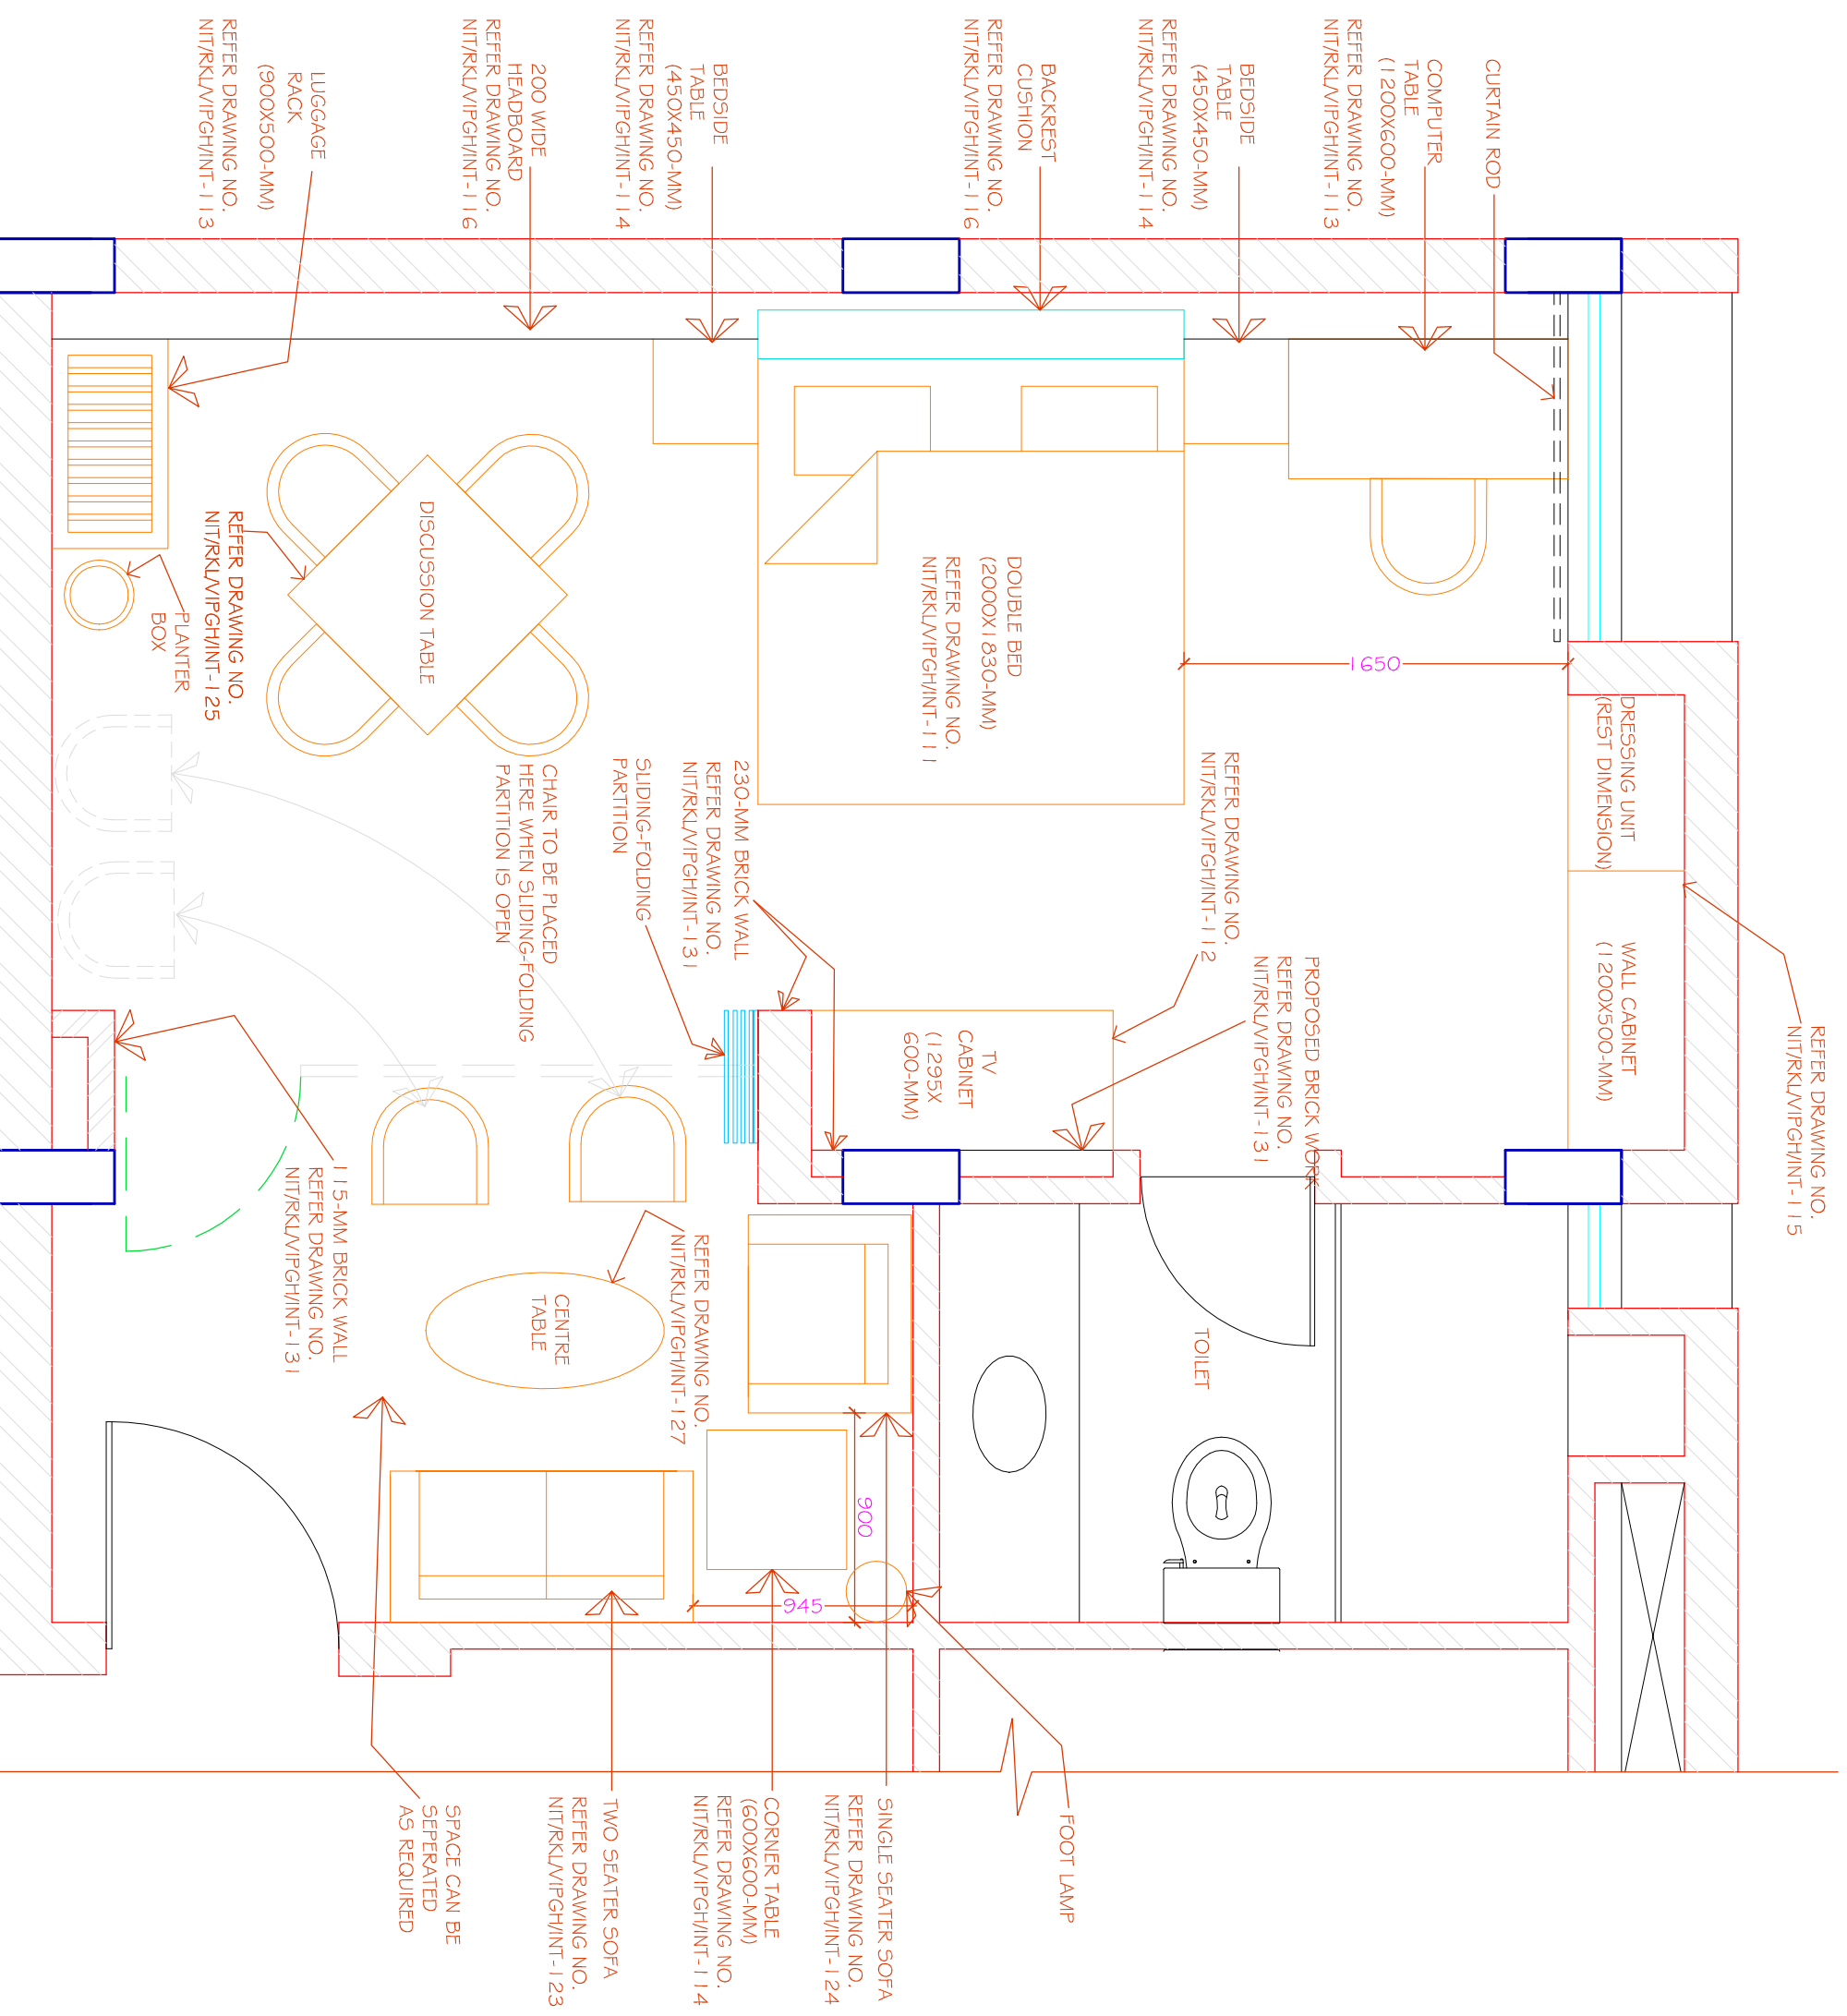 CURTAIN ROD
COMPUTER
TABLE
(1200X600-MM)
REFER DRAWING NO.
NIT/RKL/VIPGH/INT-113
BEDSIDE
TABLE
(450X450-MM)
REFER DRAWING NO.
NIT/RKL/VIPGH/INT-114
BACKREST
CUSHION
REFER DRAWING NO.
NIT/RKL/VIPGH/INT-116
BEDSIDE
TABLE
(450X450-MM)
REFER DRAWING NO.
NIT/RKL/VIPGH/INT-114
200 WIDE
HEADBOARD
REFER DRAWING NO.
NIT/RKL/VIPGH/INT-116
LUGGAGE
RACK
(900X500-MM)
REFER DRAWING NO.
NIT/RKL/VIPGH/INT-113
REFER DRAWING NO.
NIT/RKL/VIPGH/INT-115
DRESSING UNIT
(REST DIMENSION)
WALL CABINET
(1200X500-MM)
1650
REFER DRAWING NO.
NIT/RKL/VIPGH/INT-112
PROPOSED BRICK WORK
REFER DRAWING NO.
NIT/RKL/VIPGH/INT-131
DOUBLE BED
(2000X1830-MM)
REFER DRAWING NO.
NIT/RKL/VIPGH/INT-111
TV
CABINET
(1295X
600-MM)
230-MM BRICK WALL
REFER DRAWING NO.
NIT/RKL/VIPGH/INT-131
SLIDING-FOLDING
PARTITION
CHAIR TO BE PLACED
HERE WHEN SLIDING-FOLDING
PARTITION IS OPEN
DISCUSSION TABLE
REFER DRAWING NO.
NIT/RKL/VIPGH/INT-125
PLANTER
BOX
TOILET
REFER DRAWING NO.
NIT/RKL/VIPGH/INT-127
CENTRE
TABLE
115-MM BRICK WALL
REFER DRAWING NO.
NIT/RKL/VIPGH/INT-131
900
945
FOOT LAMP
SINGLE SEATER SOFA
REFER DRAWING NO.
NIT/RKL/VIPGH/INT-124
CORNER TABLE
(600X600-MM)
REFER DRAWING NO.
NIT/RKL/VIPGH/INT-114
TWO SEATER SOFA
REFER DRAWING NO.
NIT/RKL/VIPGH/INT-123
SPACE CAN BE
SEPERATED
AS REQUIRED